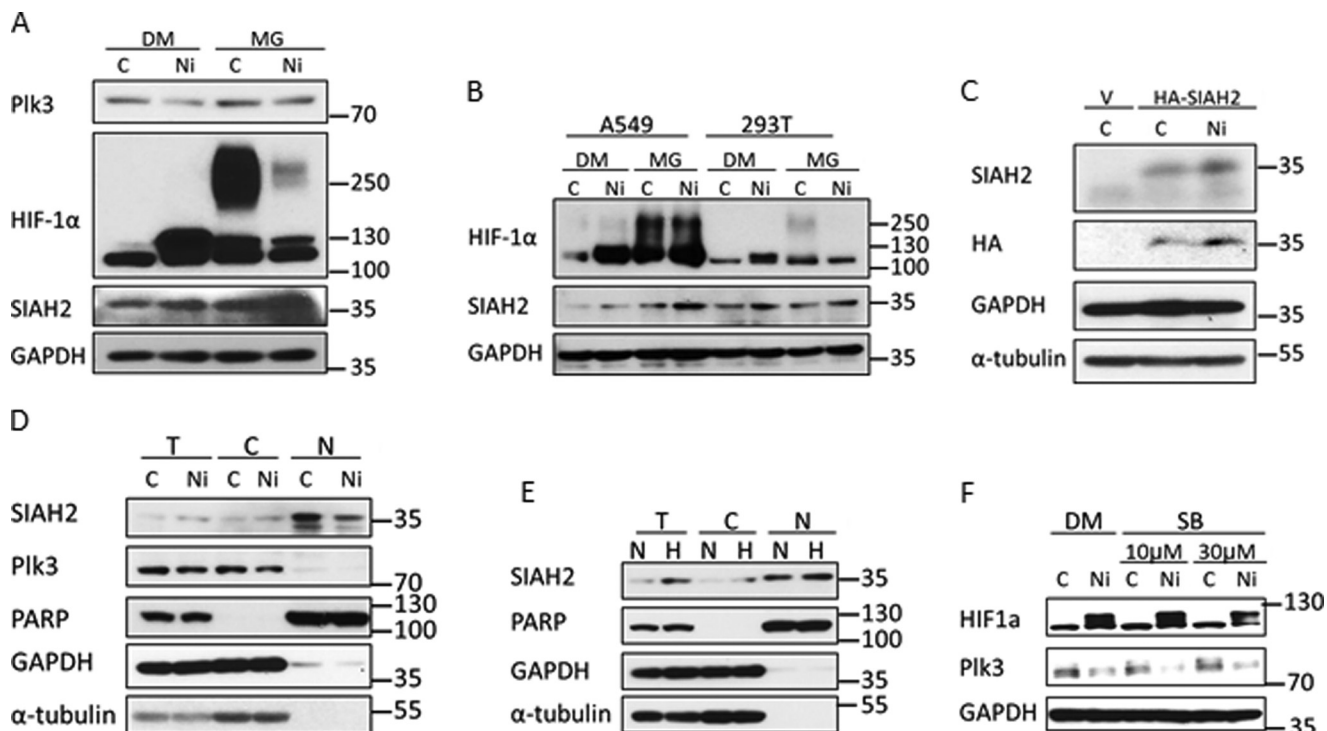 A
DM MG
C Ni C Ni
Plk3
70
HIF-1α
250
130
100
SIAH2
35
GAPDH
35
B
A549 293T
DM MG DM MG
C Ni C Ni C Ni C Ni
HIF-1α
250
130
100
SIAH2
35
GAPDH
35
C
V HA-SIAH2
C C Ni
SIAH2
35
HA
35
GAPDH
35
α-tubulin
55
D
T C N
C Ni C Ni C Ni
SIAH2
35
Plk3
70
PARP
130
100
GAPDH
35
α-tubulin
55
E
T C N
N H N H N H
SIAH2
35
PARP
130
100
GAPDH
35
α-tubulin
55
F
DM SB
10µM 30µM
C Ni C Ni C Ni
HIF1a
130
Plk3
70
GAPDH
35